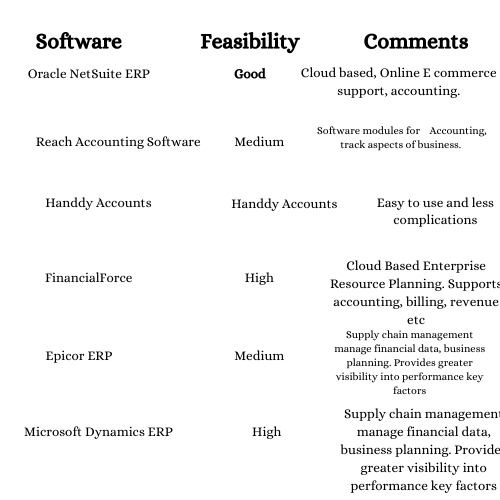 Software Feasibility Comments
Oracle NetSuite ERP Good Cloud based, Online E commerce
support, accounting.
Reach Accounting Software Medium Software modules for Accounting,
track aspects of business.
Handdy Accounts Handdy Accounts Easy to use and less
complications
FinancialForce High Cloud Based Enterprise
Resource Planning. Supports
accounting, billing, revenue
etc
Epicor ERP Medium Supply chain management
manage financial data, business
planning. Provides greater
visibility into performance key
factors
Microsoft Dynamics ERP High Supply chain management
manage financial data,
business planning. Provide
greater visibility into
performance key factors